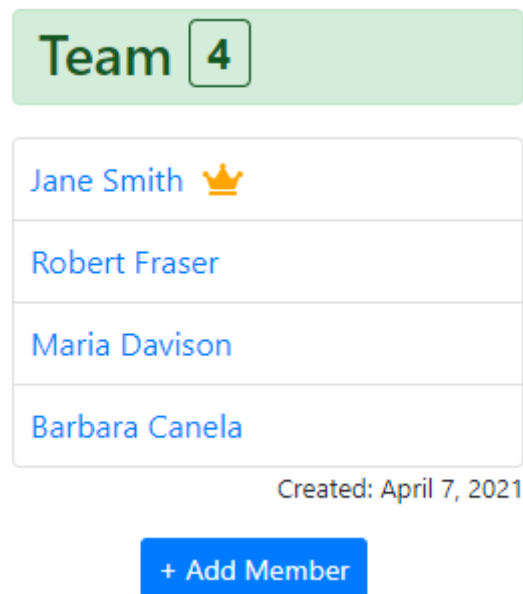 Team 4
Jane Smith
Robert Fraser
Maria Davison
Barbara Canela
Created: April 7, 2021
+ Add Member